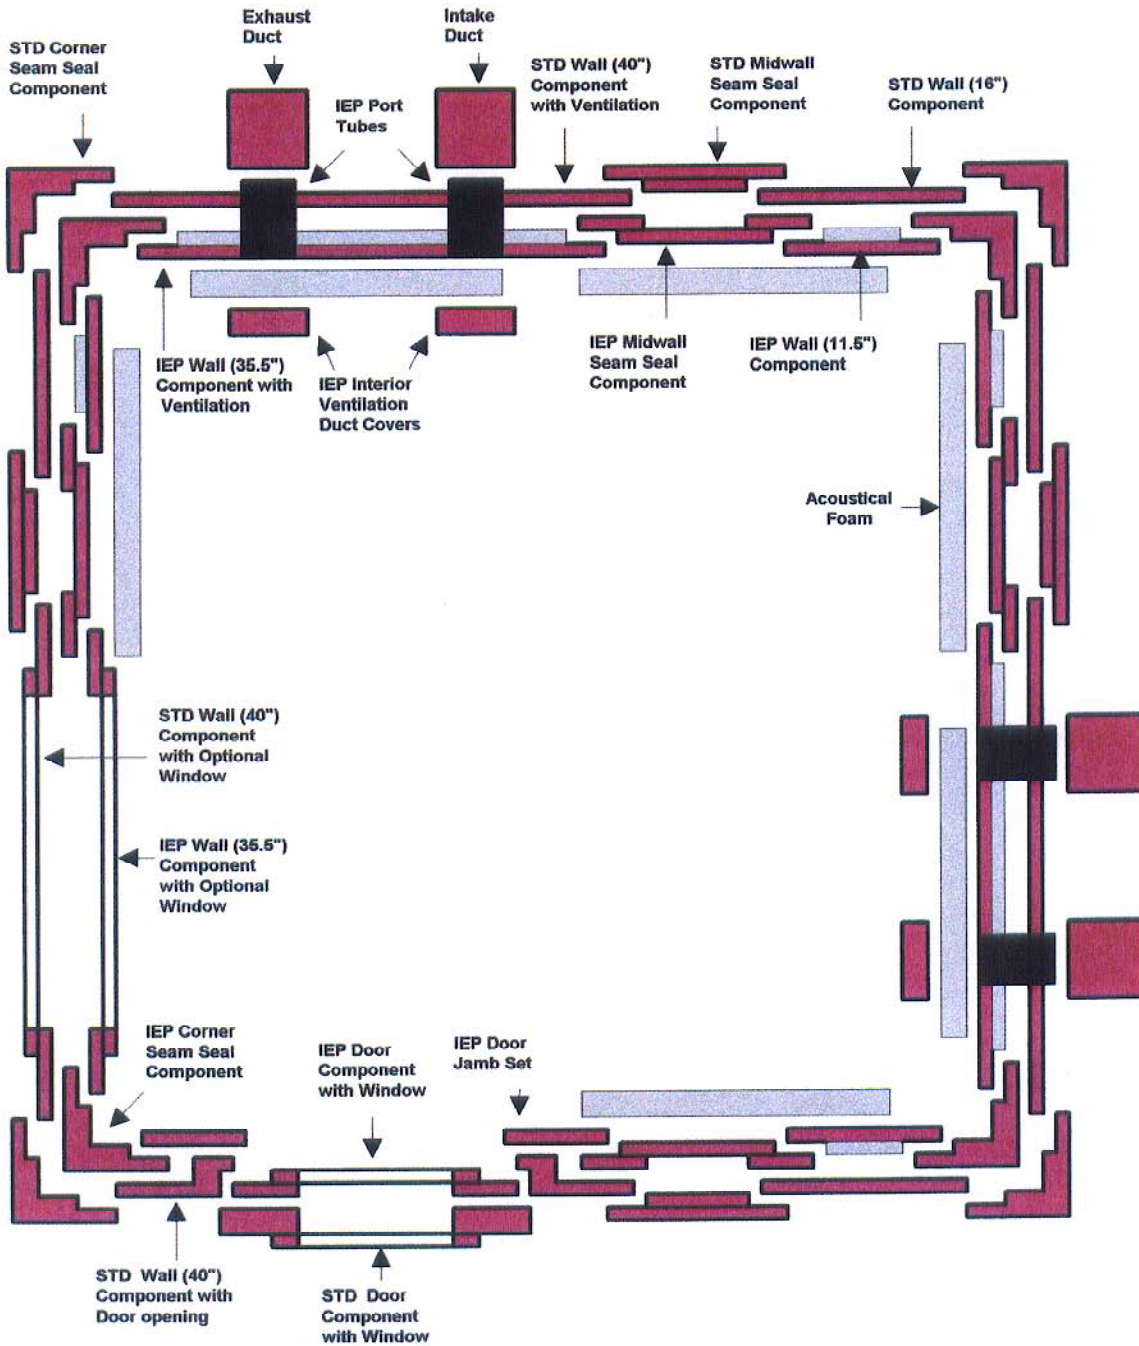 Exhaust
Duct
Intake
Duct
STD Corner
Seam Seal
Component
IEP Port
Tubes
STD Wall (40")
Component
with Ventilation
STD Midwall
Seam Seal
Component
STD Wall (16")
Component
IEP Wall (35.5")
Component with
Ventilation
IEP Interior
Ventilation
Duct Covers
IEP Midwall
Seam Seal
Component
IEP Wall (11.5")
Component
Acoustical
Foam
STD Wall (40")
Component
with Optional
Window
IEP Wall (35.5")
Component
with Optional
Window
IEP Corner
Seam Seal
Component
IEP Door
Component
with Window
IEP Door
Jamb Set
STD Wall (40")
Component with
Door opening
STD Door
Component
with Window